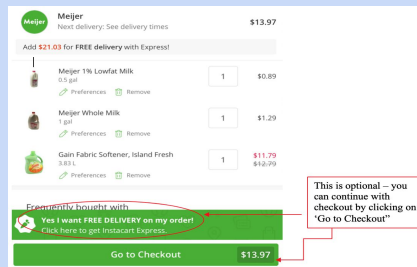 Meijer
Meijer
$13.97
Next delivery: See delivery times
Add $21.03 for FREE delivery with Express!
Meijer 1% Lowfat Milk
0.5 gal
1
$0.89
Preferences Remove
Meijer Whole Milk
1 gal
1
$1.29
Preferences Remove
Gain Fabric Softener, Island Fresh
3.83 L
1
$11.79
$12.79
Preferences Remove
Frequently bought with
Yes I want FREE DELIVERY on my order!
Click here to get Instacart Express.
Go to Checkout
$13.97
This is optional – you
can continue with
checkout by clicking on
‘Go to Checkout”